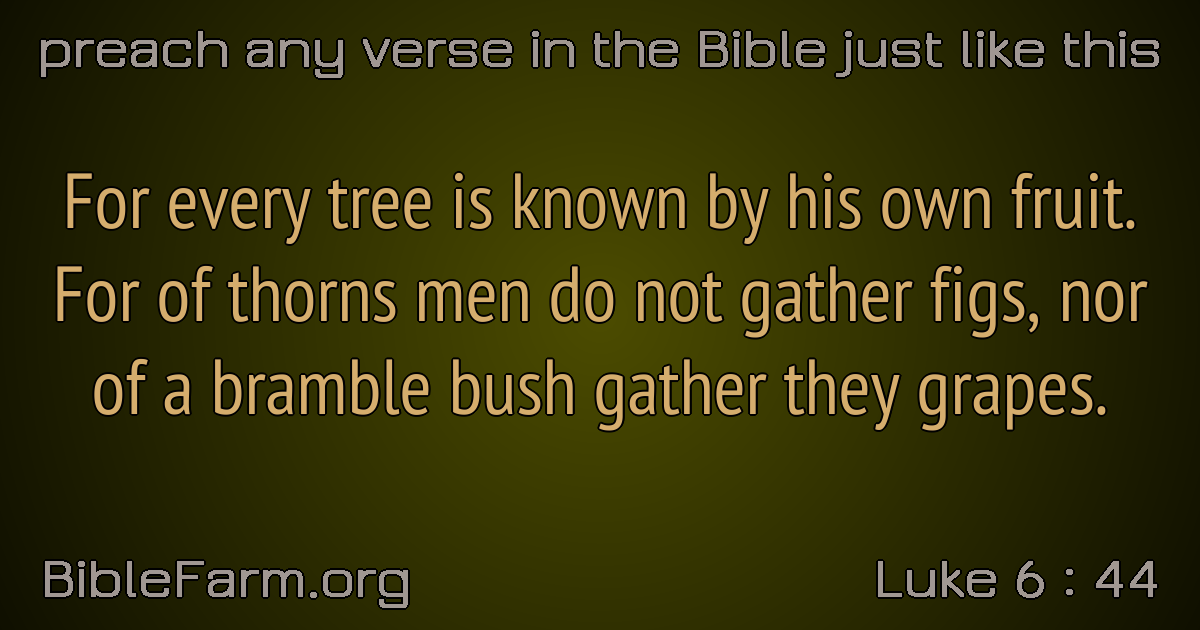 preach any verse in the Bible just like this
For every tree is known by his own fruit.
For of thorns men do not gather figs, nor
of a bramble bush gather they grapes.
BibleFarm.org
Luke 6 : 44